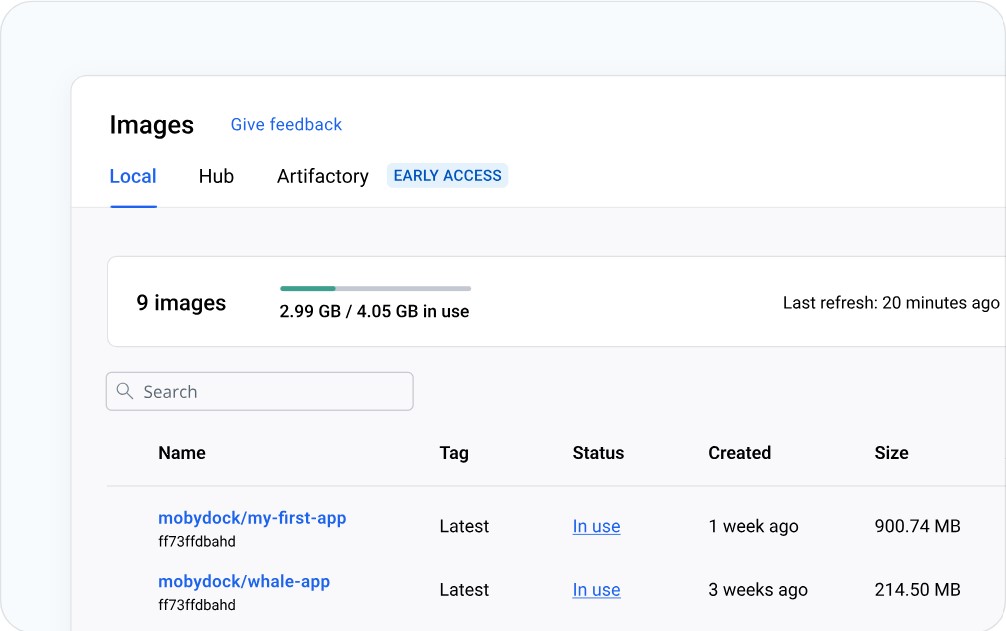 Images Give feedback
Local Hub Artifactory EARLY ACCESS
9 images
2.99 GB / 4.05 GB in use
Last refresh: 20 minutes ago
Search
Name Tag Status Created Size
mobydock/my-first-app
ff73ffdbahd
Latest In use 1 week ago 900.74 MB
mobydock/whale-app
ff73ffdbahd
Latest In use 3 weeks ago 214.50 MB